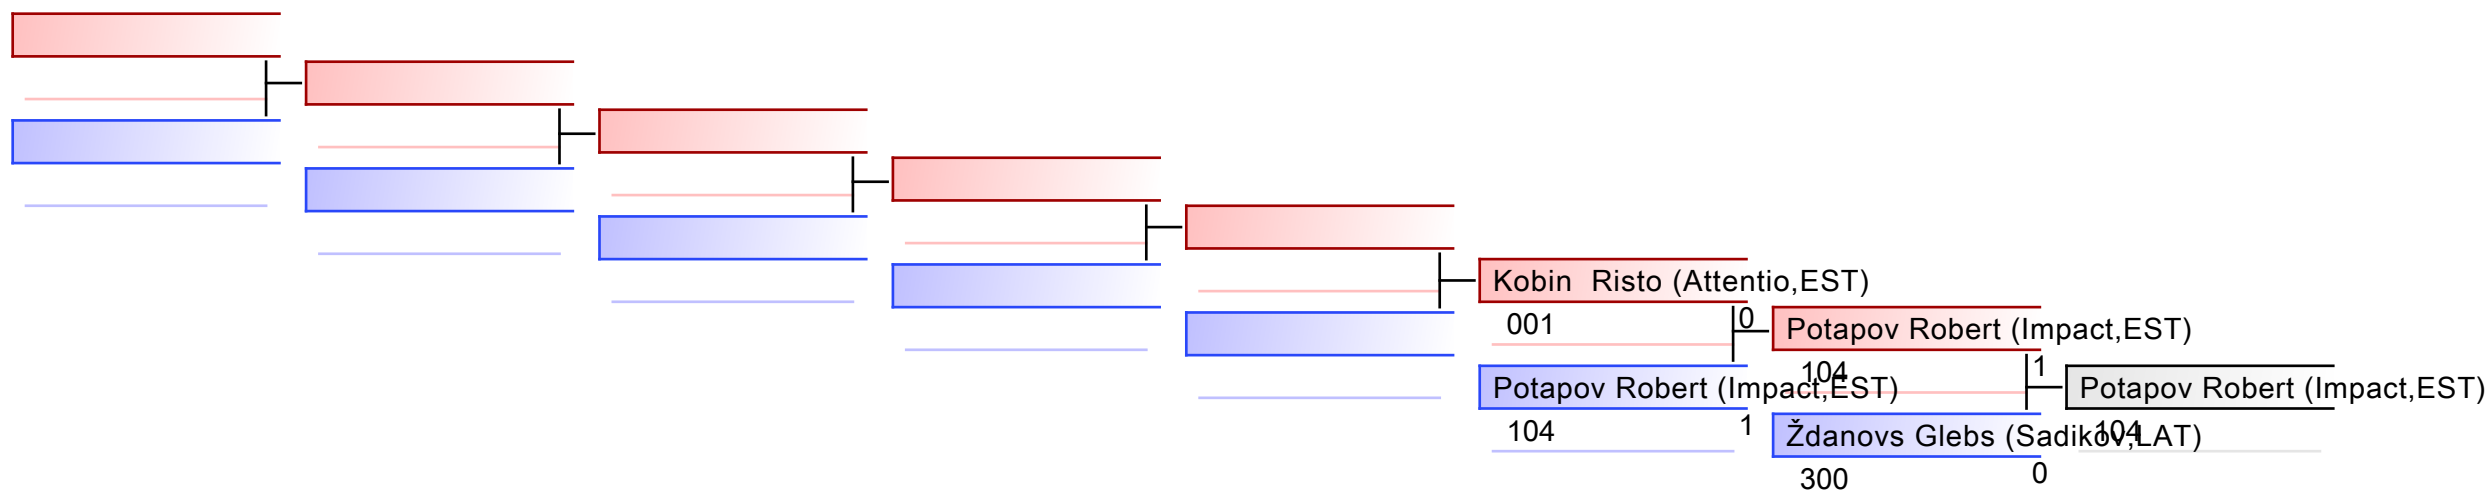 Kobin  Risto (Attentio,EST)
001
0
Potapov Robert (Impact,EST)
104
1
Potapov Robert (Impact,EST)
104
1
Potapov Robert (Impact,EST)
104
Ždanovs Glebs (Sadikov,LAT)
300
0